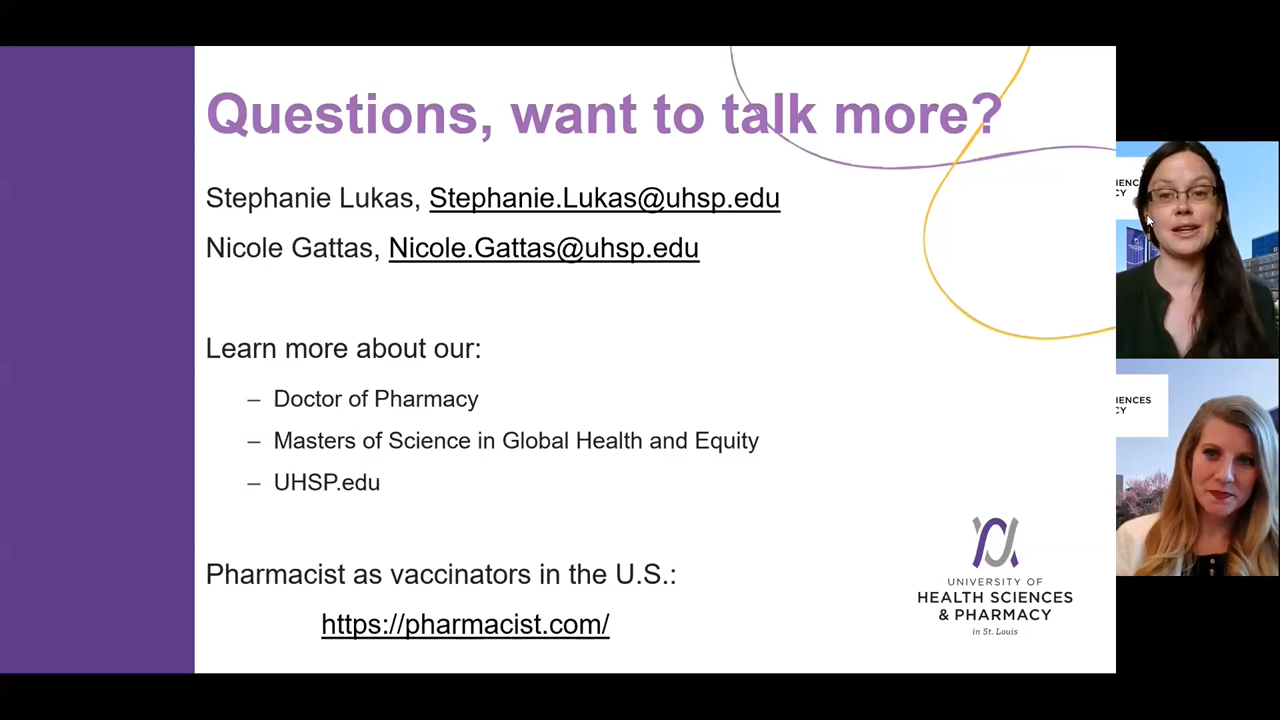 Questions, want to talk more?
Stephanie Lukas, Stephanie.Lukas@uhsp.edu
Nicole Gattas, Nicole.Gattas@uhsp.edu
Learn more about our:
– Doctor of Pharmacy
– Masters of Science in Global Health and Equity
– UHSP.edu
Pharmacist as vaccinators in the U.S.:
https://pharmacist.com/
UNIVERSITY OF
HEALTH SCIENCES
& PHARMACY
in St. Louis
IENCES
CY